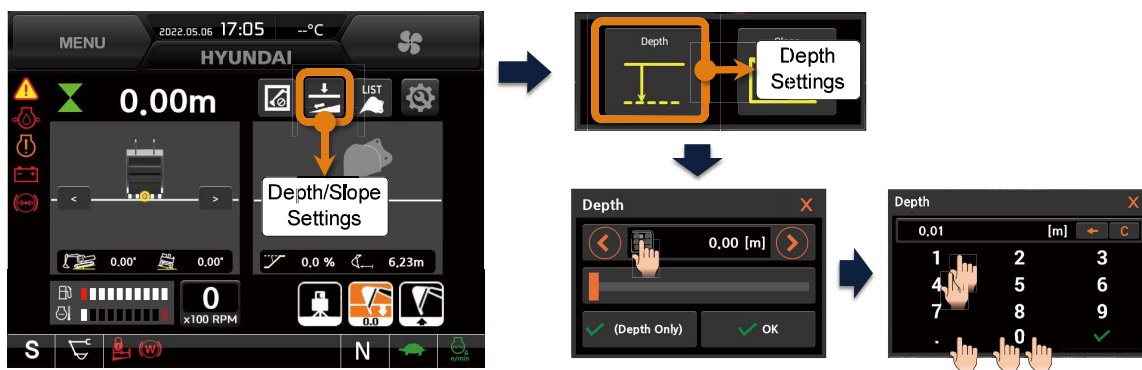 MENU
2022.05.06 17:05 --°C
HYUNDAI
0.00m
LIST
Depth/Slope
Settings
< 0 >
0.00° 0.00°
0,0 % 6,23m
0
x100 RPM
0.0
S
(W)
N
n/min
Depth
Depth
Settings
Depth X
0,00 [m]
(Depth Only)
OK
Depth X
0,01 [m] ← C
1 2 3
4 5 6
7 8 9
. 0